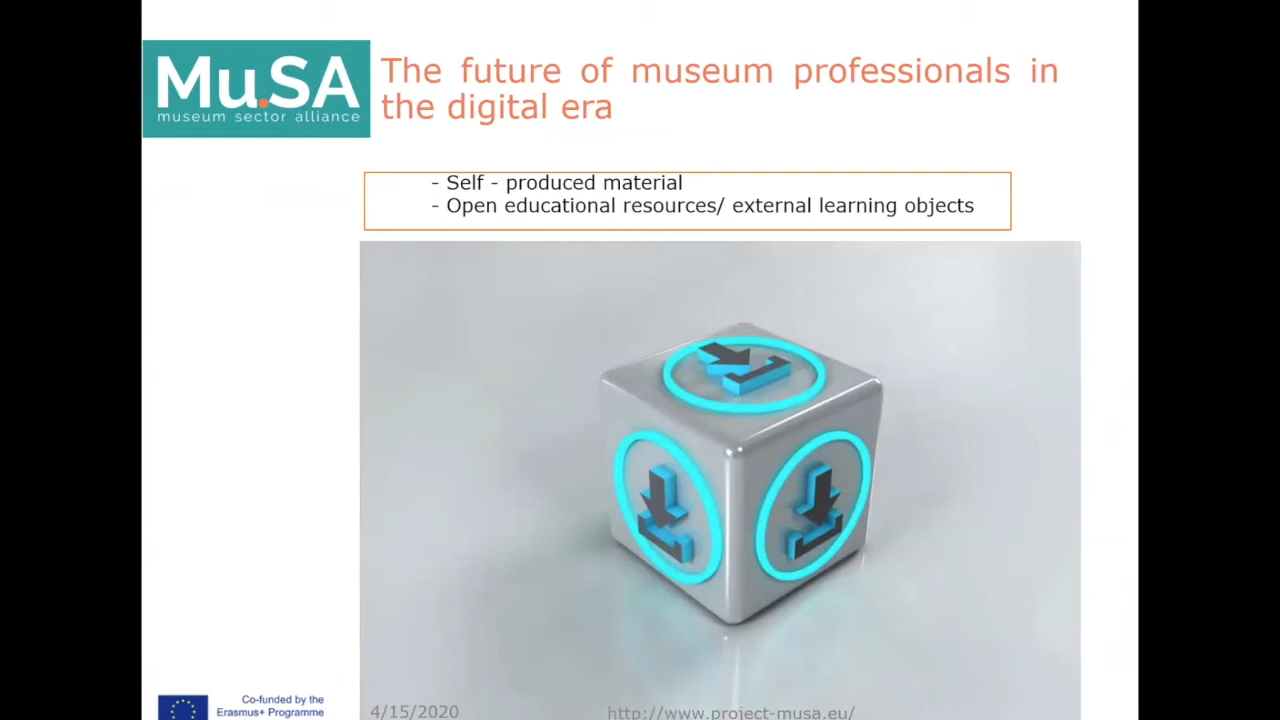 Mu.SA
museum sector alliance
The future of museum professionals in
the digital era
- Self - produced material
- Open educational resources/ external learning objects
Co-funded by the
Erasmus+ Programme
4/15/2020
http://www.project-musa.eu/